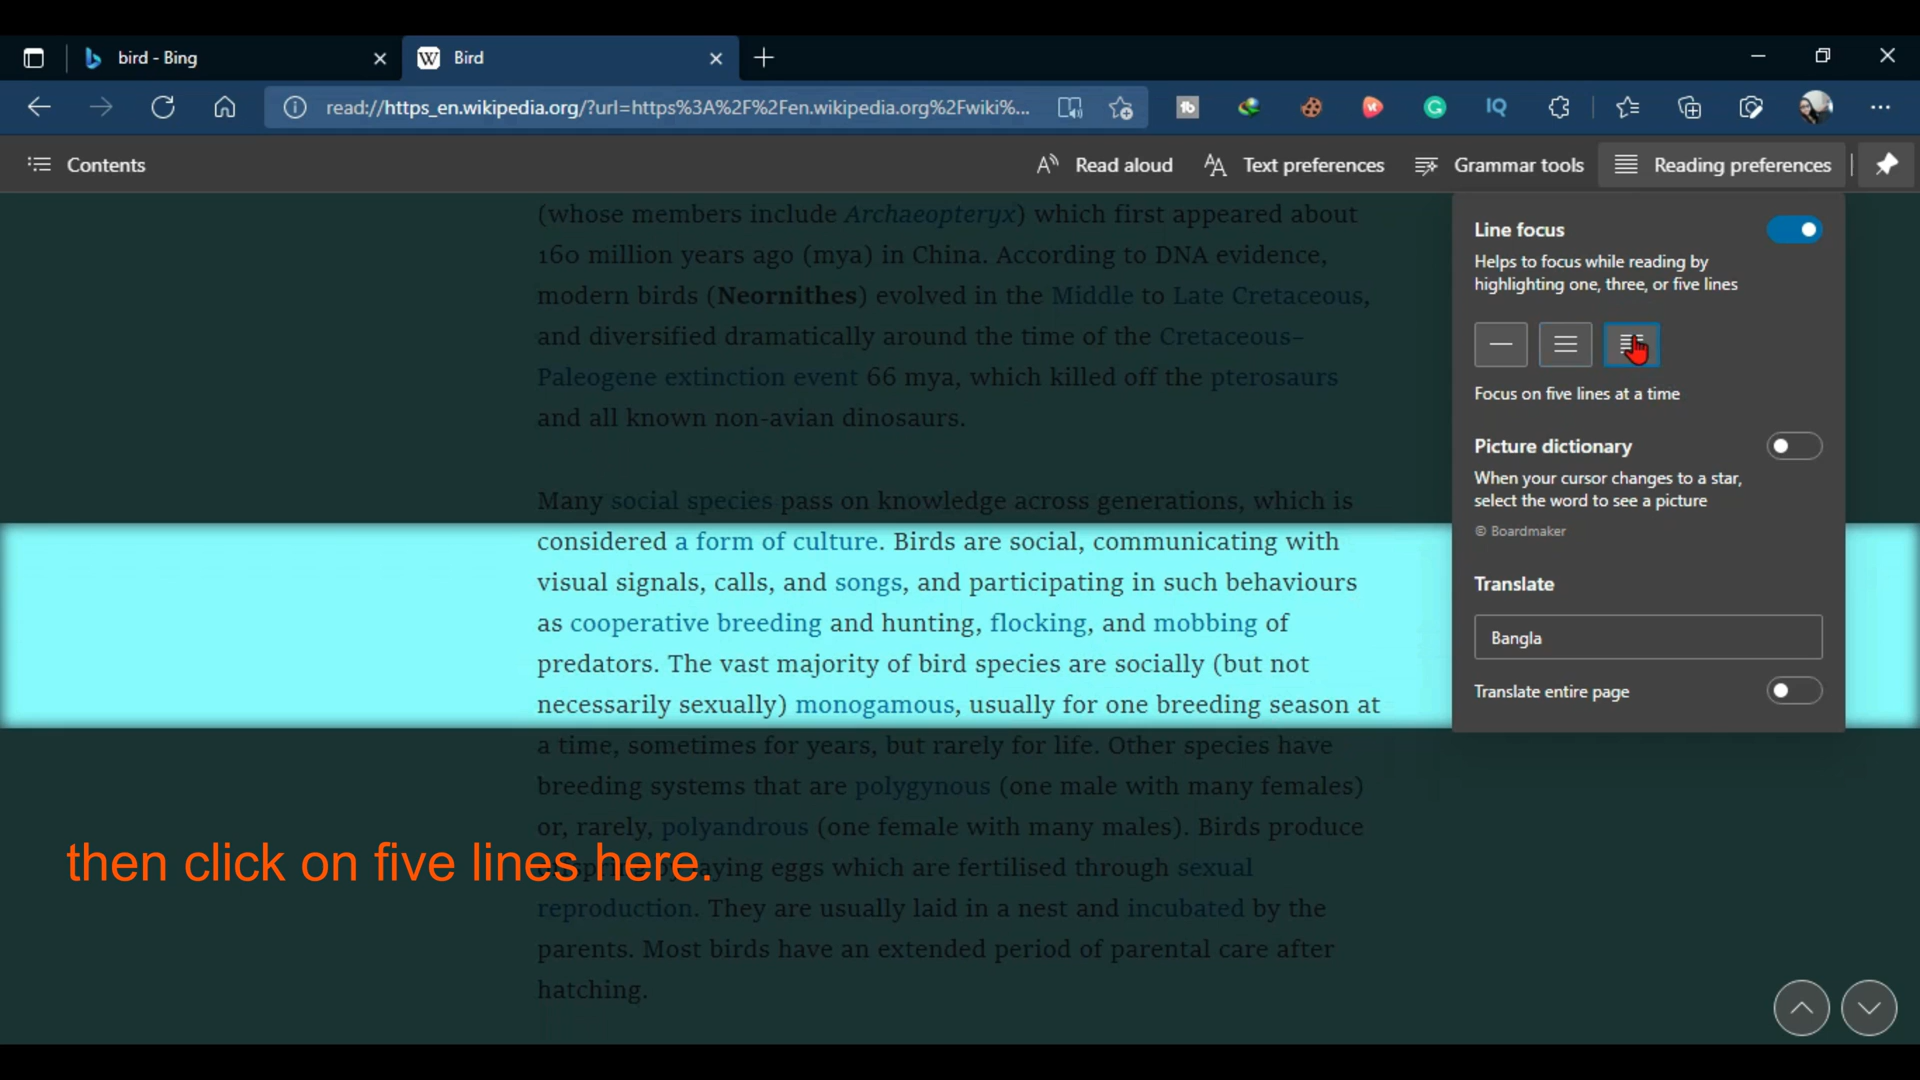 bird - Bing
Bird
read://https_en.wikipedia.org/?url=https%3A%2F%2Fen.wikipedia.org%2Fwiki%...
Contents
Read aloud
Text preferences
Grammar tools
Reading preferences
(whose members include Archaeopteryx) which first appeared about
160 million years ago (mya) in China. According to DNA evidence,
modern birds (Neornithes) evolved in the Middle to Late Cretaceous,
and diversified dramatically around the time of the Cretaceous–
Paleogene extinction event 66 mya, which killed off the pterosaurs
and all known non-avian dinosaurs.
Many social species pass on knowledge across generations, which is
considered a form of culture. Birds are social, communicating with
visual signals, calls, and songs, and participating in such behaviours
as cooperative breeding and hunting, flocking, and mobbing of
predators. The vast majority of bird species are socially (but not
necessarily sexually) monogamous, usually for one breeding season at
a time, sometimes for years, but rarely for life. Other species have
breeding systems that are polygynous (one male with many females)
or, rarely, polyandrous (one female with many males). Birds produce
laying eggs which are fertilised through sexual
reproduction. They are usually laid in a nest and incubated by the
parents. Most birds have an extended period of parental care after
hatching.
then click on five lines here.
Line focus
Helps to focus while reading by
highlighting one, three, or five lines
Focus on five lines at a time
Picture dictionary
When your cursor changes to a star,
select the word to see a picture
© Boardmaker
Translate
Bangla
Translate entire page